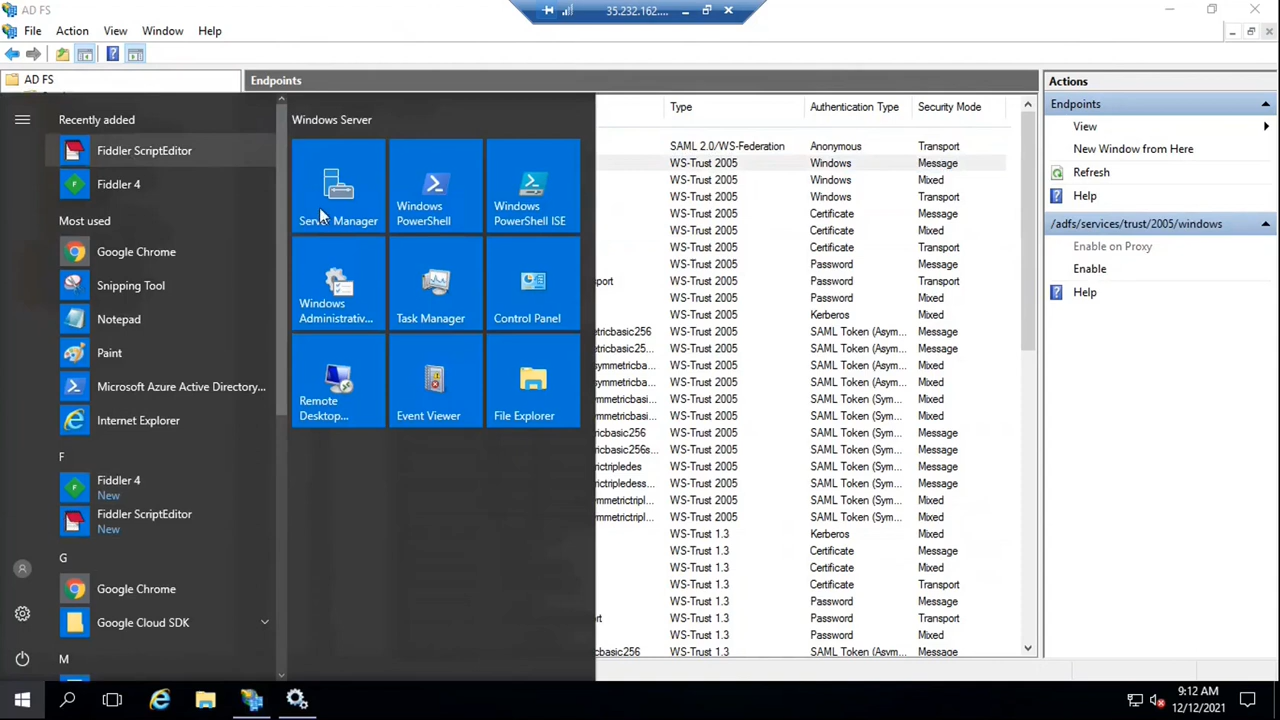 AD FS
35.232.162....
File Action View Window Help
AD FS
Endpoints
Actions
Recently added
Fiddler ScriptEditor
Fiddler 4
Most used
Google Chrome
Snipping Tool
Notepad
Paint
Microsoft Azure Active Directory...
Internet Explorer
F
Fiddler 4
New
Fiddler ScriptEditor
New
G
Google Chrome
Google Cloud SDK
M
Windows Server
Server Manager
Windows
PowerShell
Windows
PowerShell ISE
Windows
Administrativ...
Task Manager
Control Panel
Remote
Desktop...
Event Viewer
File Explorer
Type Authentication Type Security Mode
SAML 2.0/WS-Federation Anonymous Transport
WS-Trust 2005 Windows Message
WS-Trust 2005 Windows Mixed
WS-Trust 2005 Windows Transport
WS-Trust 2005 Certificate Message
WS-Trust 2005 Certificate Mixed
WS-Trust 2005 Certificate Transport
WS-Trust 2005 Password Message
port WS-Trust 2005 Password Transport
WS-Trust 2005 Password Mixed
WS-Trust 2005 Kerberos Mixed
metricbasic256 WS-Trust 2005 SAML Token (Asym... Message
metricbasic25... WS-Trust 2005 SAML Token (Asym... Message
symmetricba... WS-Trust 2005 SAML Token (Asym... Mixed
symmetricba... WS-Trust 2005 SAML Token (Asym... Mixed
ymmetricbasi... WS-Trust 2005 SAML Token (Sym... Mixed
ymmetricbasi... WS-Trust 2005 SAML Token (Sym... Mixed
ricbasic256 WS-Trust 2005 SAML Token (Sym... Message
ricbasic256s... WS-Trust 2005 SAML Token (Sym... Message
rictripledes WS-Trust 2005 SAML Token (Sym... Message
rictripledess... WS-Trust 2005 SAML Token (Sym... Message
ymmetrictripl... WS-Trust 2005 SAML Token (Sym... Mixed
ymmetrictripl... WS-Trust 2005 SAML Token (Sym... Mixed
WS-Trust 1.3 Kerberos Mixed
WS-Trust 1.3 Certificate Message
WS-Trust 1.3 Certificate Mixed
WS-Trust 1.3 Certificate Transport
WS-Trust 1.3 Password Message
rt WS-Trust 1.3 Password Transport
WS-Trust 1.3 Password Mixed
asic256 WS-Trust 1.3 SAML Token (Asym... Message
Endpoints
View
New Window from Here
Refresh
Help
/adfs/services/trust/2005/windows
Enable on Proxy
Enable
Help
9:12 AM
12/12/2021